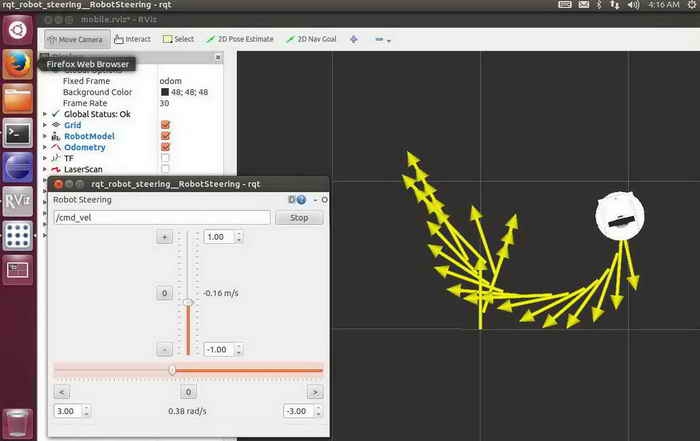 rqt_robot_steering__RobotSteering - rqt
4:16 AM
mobile.rviz* - RViz
Move Camera
Interact
Select
2D Pose Estimate
2D Nav Goal
Firefox Web Browser
Fixed Frame
odom
Background Color
48; 48; 48
Frame Rate
30
Global Status: Ok
Grid
RobotModel
Odometry
TF
LaserScan
rqt_robot_steering__RobotSteering - rqt
Robot Steering
D
?
- O
/cmd_vel
Stop
+
1.00
0
-0.16 m/s
-
-1.00
<
0
>
3.00
0.38 rad/s
-3.00
RViz